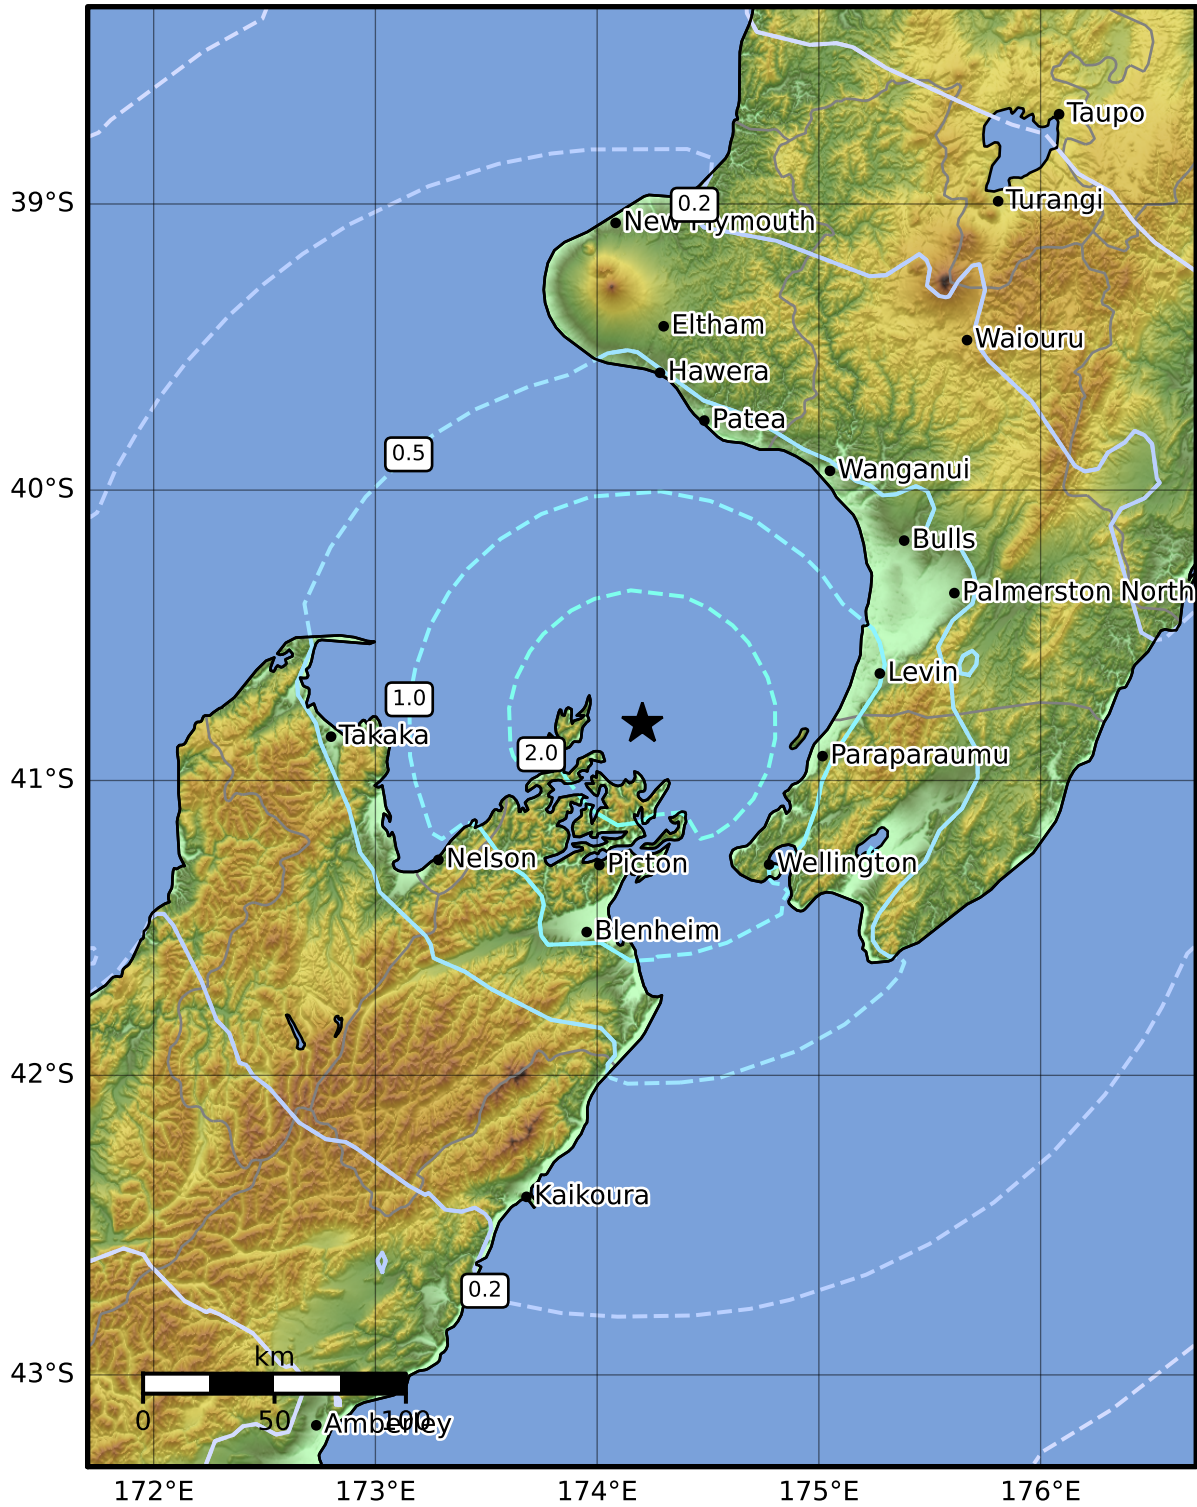 Taupo
39°S
0.2
Turangi
New Plymouth
Eltham
Waiouru
Hawera
Patea
0.5
Wanganui
40°S
Bulls
Palmerston North
Levin
1.0
Takaka
2.0
Paraparaumu
41°S
Nelson
Picton
Wellington
Blenheim
42°S
Kaikoura
0.2
km
43°S
0
50
100
Amberley
172°E
173°E
174°E
175°E
176°E